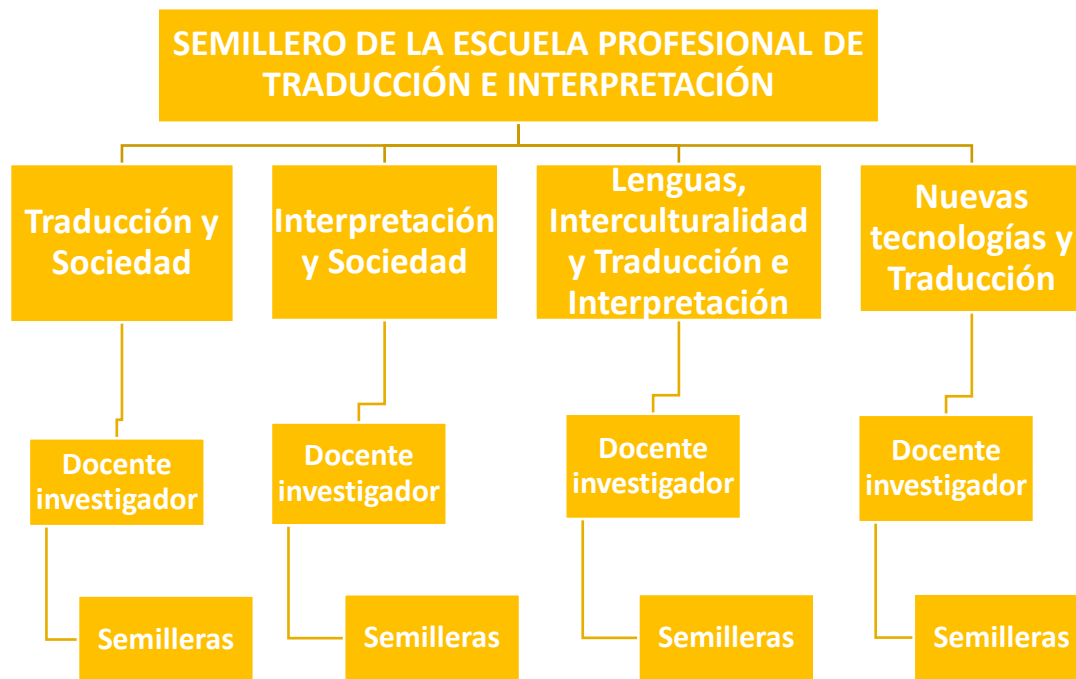 SEMILLERO DE LA ESCUELA PROFESIONAL DE
TRADUCCIÓN E INTERPRETACIÓN
Traducción y
Sociedad
Interpretación
y Sociedad
Lenguas,
Interculturalidad
y Traducción e
Interpretación
Nuevas
tecnologías y
Traducción
Docente
investigador
Docente
investigador
Docente
investigador
Docente
investigador
Semilleras
Semilleras
Semilleras
Semilleras